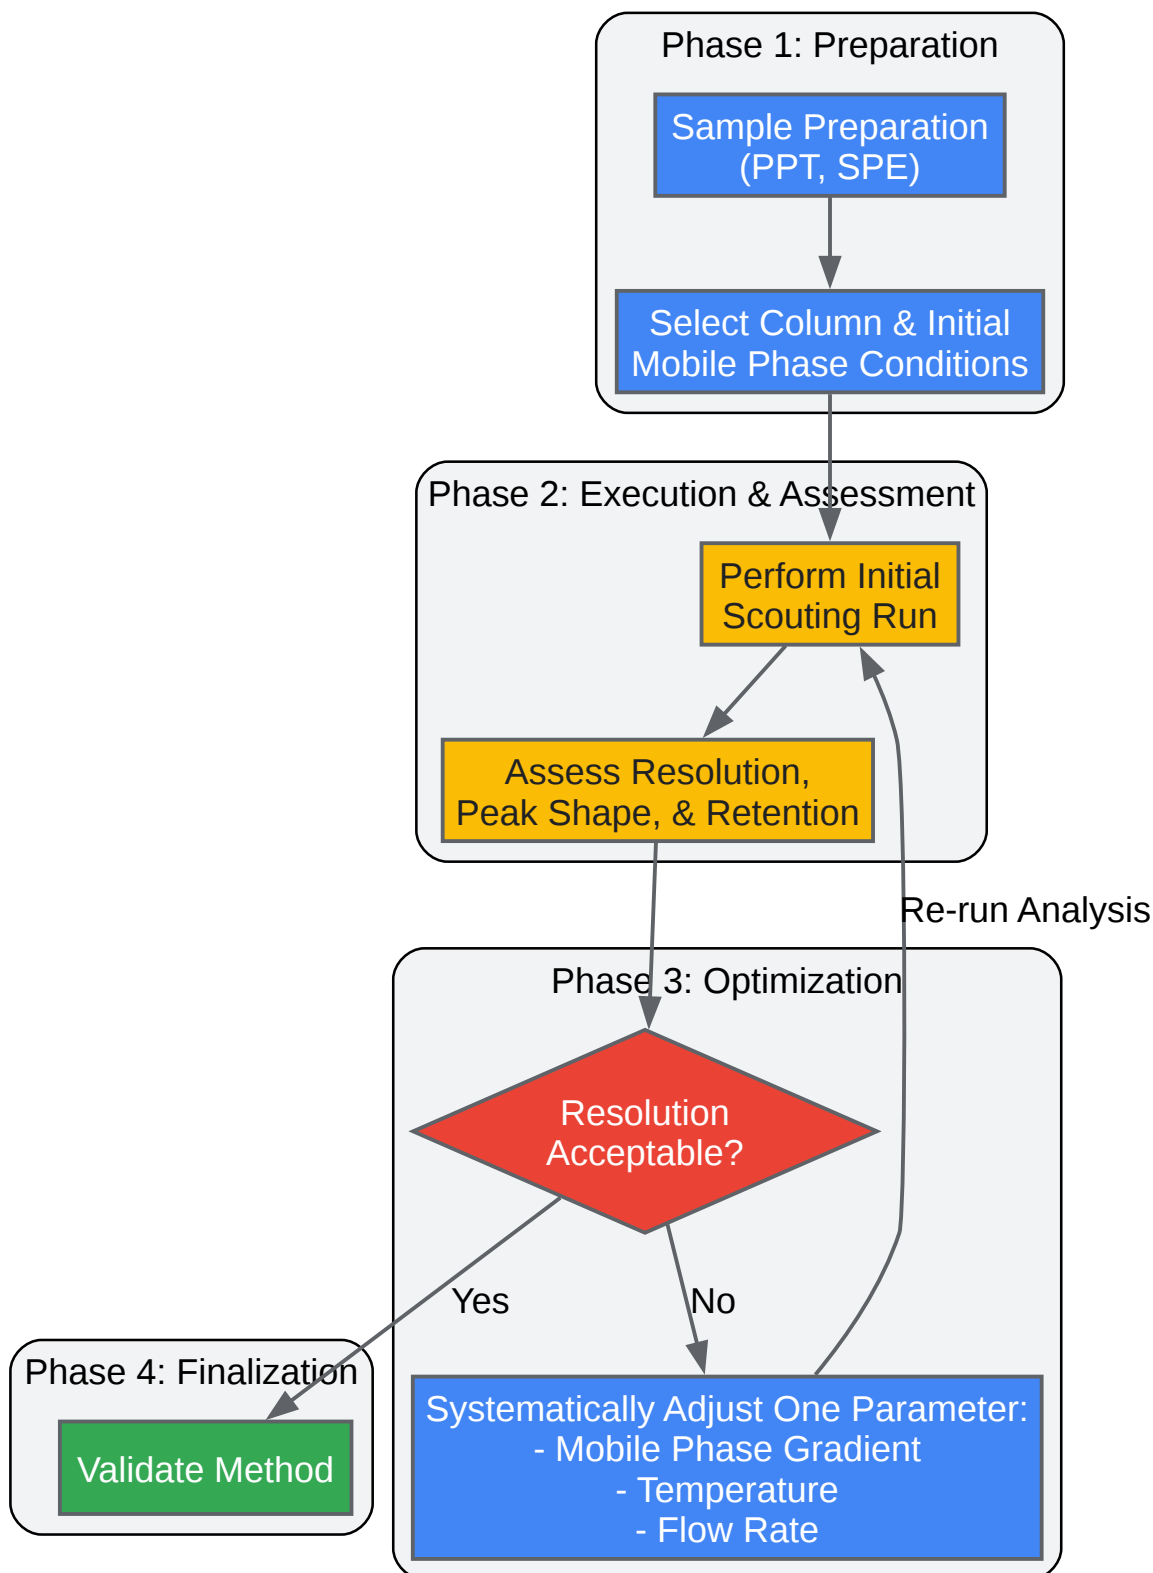 Phase 1: Preparation
Sample Preparation
(PPT, SPE)
Select Column & Initial
Mobile Phase Conditions
Phase 2: Execution & Assessment
Perform Initial
Scouting Run
Assess Resolution,
Peak Shape, & Retention
Re-run Analysis
Phase 3: Optimization
Resolution
Acceptable?
Yes
No
Phase 4: Finalization
Validate Method
Systematically Adjust One Parameter:
- Mobile Phase Gradient
- Temperature
- Flow Rate